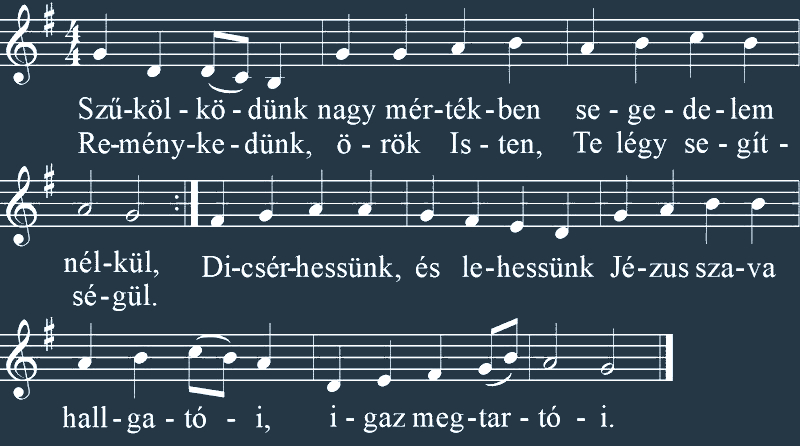 4
4
Szű-köl - kö - dünk nagy mér-ték-ben se - ge - de - lem
Re-mény-ke - dünk, ö - rök Is - ten, Te légy se - gít -
nél-kül, Di-csér-hessünk, és le-hessünk Jé-zus sza-va
sé-gül.
hall-ga - tó - i, i - gaz meg-tar - tó - i.